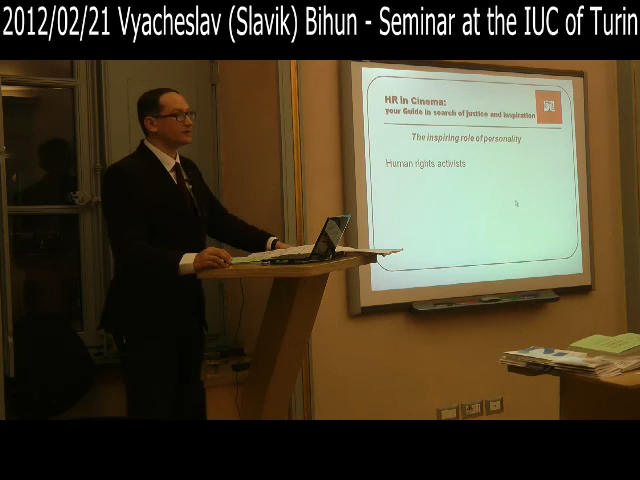 2012/02/21 Vyacheslav (Slavik) Bihun - Seminar at the IUC of Turin
HR in Cinema:
your Guide in search of justice and inspiration
The inspiring role of personality
Human rights activists